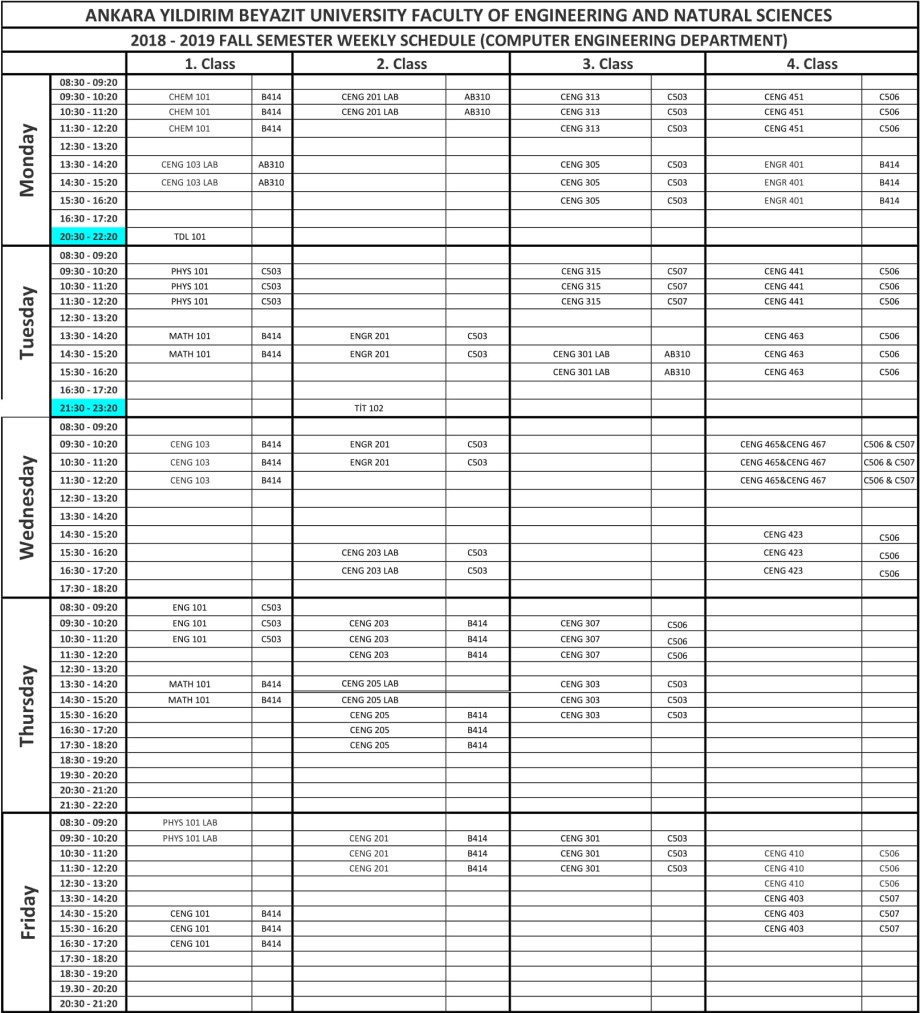 ANKARA YILDIRIM BEYAZIT UNIVERSITY FACULTY OF ENGINEERING AND NATURAL SCIENCES
2018 - 2019 FALL SEMESTER WEEKLY SCHEDULE (COMPUTER ENGINEERING DEPARTMENT)
1. Class 2. Class 3. Class 4. Class
Monday
08:30 - 09:20
09:30 - 10:20 CHEM 101 B414 CENG 201 LAB AB310 CENG 313 C503 CENG 451 C506
10:30 - 11:20 CHEM 101 B414 CENG 201 LAB AB310 CENG 313 C503 CENG 451 C506
11:30 - 12:20 CHEM 101 B414 CENG 313 C503 CENG 451 C506
12:30 - 13:20
13:30 - 14:20 CENG 103 LAB AB310 CENG 305 C503 ENGR 401 B414
14:30 - 15:20 CENG 103 LAB AB310 CENG 305 C503 ENGR 401 B414
15:30 - 16:20 CENG 305 C503 ENGR 401 B414
16:30 - 17:20
20:30 - 22:20 TDL 101
Tuesday
08:30 - 09:20
09:30 - 10:20 PHYS 101 C503 CENG 315 C507 CENG 441 C506
10:30 - 11:20 PHYS 101 C503 CENG 315 C507 CENG 441 C506
11:30 - 12:20 PHYS 101 C503 CENG 315 C507 CENG 441 C506
12:30 - 13:20
13:30 - 14:20 MATH 101 B414 ENGR 201 C503 CENG 463 C506
14:30 - 15:20 MATH 101 B414 ENGR 201 C503 CENG 301 LAB AB310 CENG 463 C506
15:30 - 16:20 CENG 301 LAB AB310 CENG 463 C506
16:30 - 17:20
21:30 - 23:20 TİT 102
Wednesday
08:30 - 09:20
09:30 - 10:20 CENG 103 B414 ENGR 201 C503 CENG 465&CENG 467 C506 & C507
10:30 - 11:20 CENG 103 B414 ENGR 201 C503 CENG 465&CENG 467 C506 & C507
11:30 - 12:20 CENG 103 B414 CENG 465&CENG 467 C506 & C507
12:30 - 13:20
13:30 - 14:20
14:30 - 15:20 CENG 423 C506
15:30 - 16:20 CENG 203 LAB C503 CENG 423 C506
16:30 - 17:20 CENG 203 LAB C503 CENG 423 C506
17:30 - 18:20
Thursday
08:30 - 09:20 ENG 101 C503
09:30 - 10:20 ENG 101 C503 CENG 203 B414 CENG 307 C506
10:30 - 11:20 ENG 101 C503 CENG 203 B414 CENG 307 C506
11:30 - 12:20 CENG 203 B414 CENG 307 C506
12:30 - 13:20
13:30 - 14:20 MATH 101 B414 CENG 205 LAB CENG 303 C503
14:30 - 15:20 MATH 101 B414 CENG 205 LAB CENG 303 C503
15:30 - 16:20 CENG 205 B414 CENG 303 C503
16:30 - 17:20 CENG 205 B414
17:30 - 18:20 CENG 205 B414
18:30 - 19:20
19:30 - 20:20
20:30 - 21:20
21:30 - 22:20
Friday
08:30 - 09:20 PHYS 101 LAB
09:30 - 10:20 PHYS 101 LAB CENG 201 B414 CENG 301 C503
10:30 - 11:20 CENG 201 B414 CENG 301 C503 CENG 410 C506
11:30 - 12:20 CENG 201 B414 CENG 301 C503 CENG 410 C506
12:30 - 13:20 CENG 410 C506
13:30 - 14:20 CENG 403 C507
14:30 - 15:20 CENG 101 B414 CENG 403 C507
15:30 - 16:20 CENG 101 B414 CENG 403 C507
16:30 - 17:20 CENG 101 B414
17:30 - 18:20
18:30 - 19:20
19.30 - 20:20
20:30 - 21:20